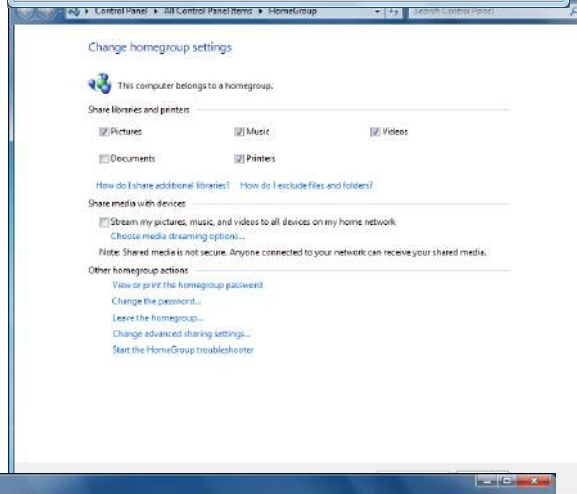 Control Panel ▸ All Control Panel Items ▸ HomeGroup
Search Control Panel
Change homegroup settings
This computer belongs to a homegroup.
Share libraries and printers
Pictures Music Videos
Documents Printers
How do I share additional libraries? How do I exclude files and folders?
Share media with devices
Stream my pictures, music, and videos to all devices on my home network
Choose media streaming options...
Note: Shared media is not secure. Anyone connected to your network can receive your shared media.
Other homegroup actions
View or print the homegroup password
Change the password...
Leave the homegroup...
Change advanced sharing settings...
Start the HomeGroup troubleshooter